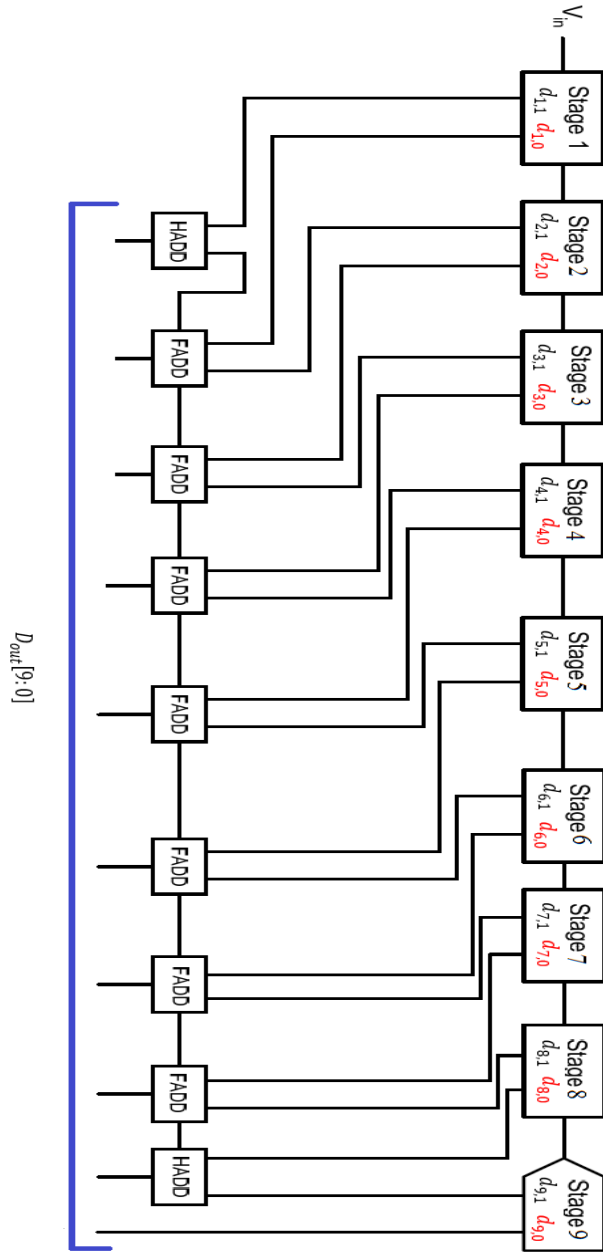 V_in
Stage 1
d_1,1 d_1,0
Stage 2
d_2,1 d_2,0
Stage 3
d_3,1 d_3,0
Stage 4
d_4,1 d_4,0
Stage5
d_5,1 d_5,0
Stage6
d_6,1 d_6,0
Stage7
d_7,1 d_7,0
Stage8
d_8,1 d_8,0
Stage9
d_9,1 d_9,0
HADD
FADD
FADD
FADD
FADD
FADD
FADD
FADD
HADD
D_out[9:0]